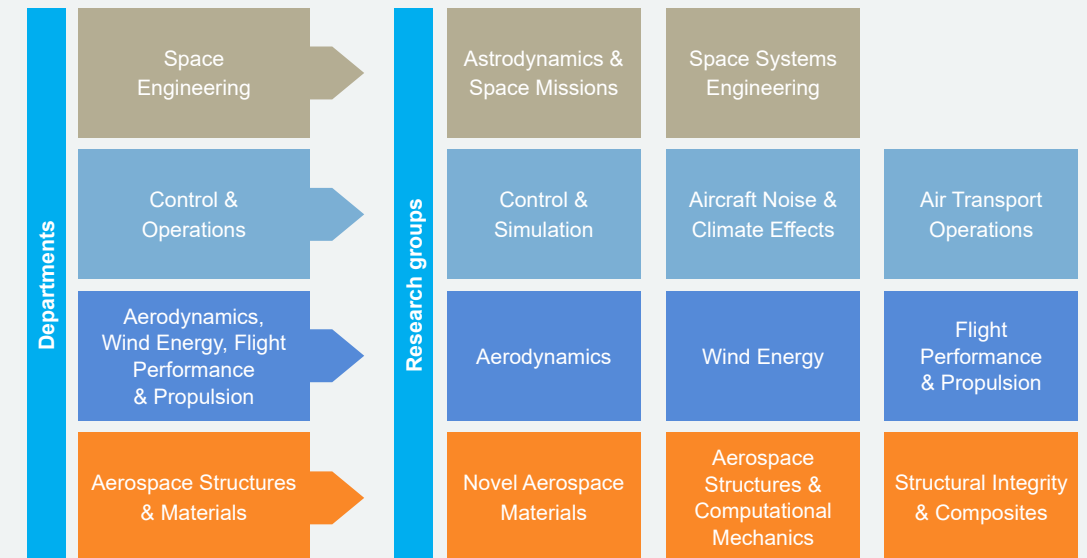 Departments
Research groups
Space
Engineering
Astrodynamics &
Space Missions
Space Systems
Engineering
Control &
Operations
Control &
Simulation
Aircraft Noise &
Climate Effects
Air Transport
Operations
Aerodynamics,
Wind Energy, Flight
Performance
& Propulsion
Aerodynamics
Wind Energy
Flight
Performance
& Propulsion
Aerospace Structures
& Materials
Novel Aerospace
Materials
Aerospace
Structures &
Computational
Mechanics
Structural Integrity
& Composites